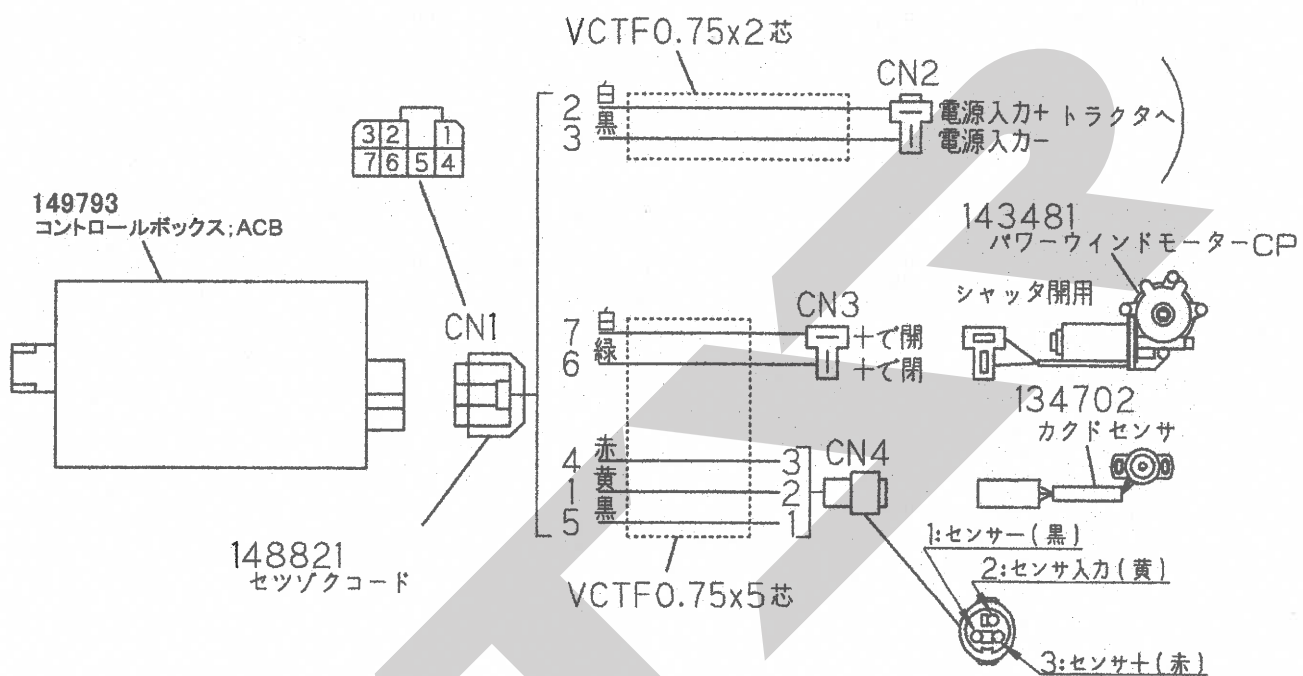 VCTF0.75x2芯
CN2
2 白
3 黒
電源入力+ トラクタへ
電源入力-
3 2 1
7 6 5 4
149793
コントロールボックス;ACB
143481
パワーウインドモーターCP
シャッタ開用
CN1
CN3
7 白
6 緑
+で開
+で閉
134702
カクドセンサ
4 赤 3
1 黄 2
5 黒 1
CN4
148821
セツゾクコード
VCTF0.75x5芯
1:センサー(黒)
2:センサ入力(黄)
3:センサ+(赤)